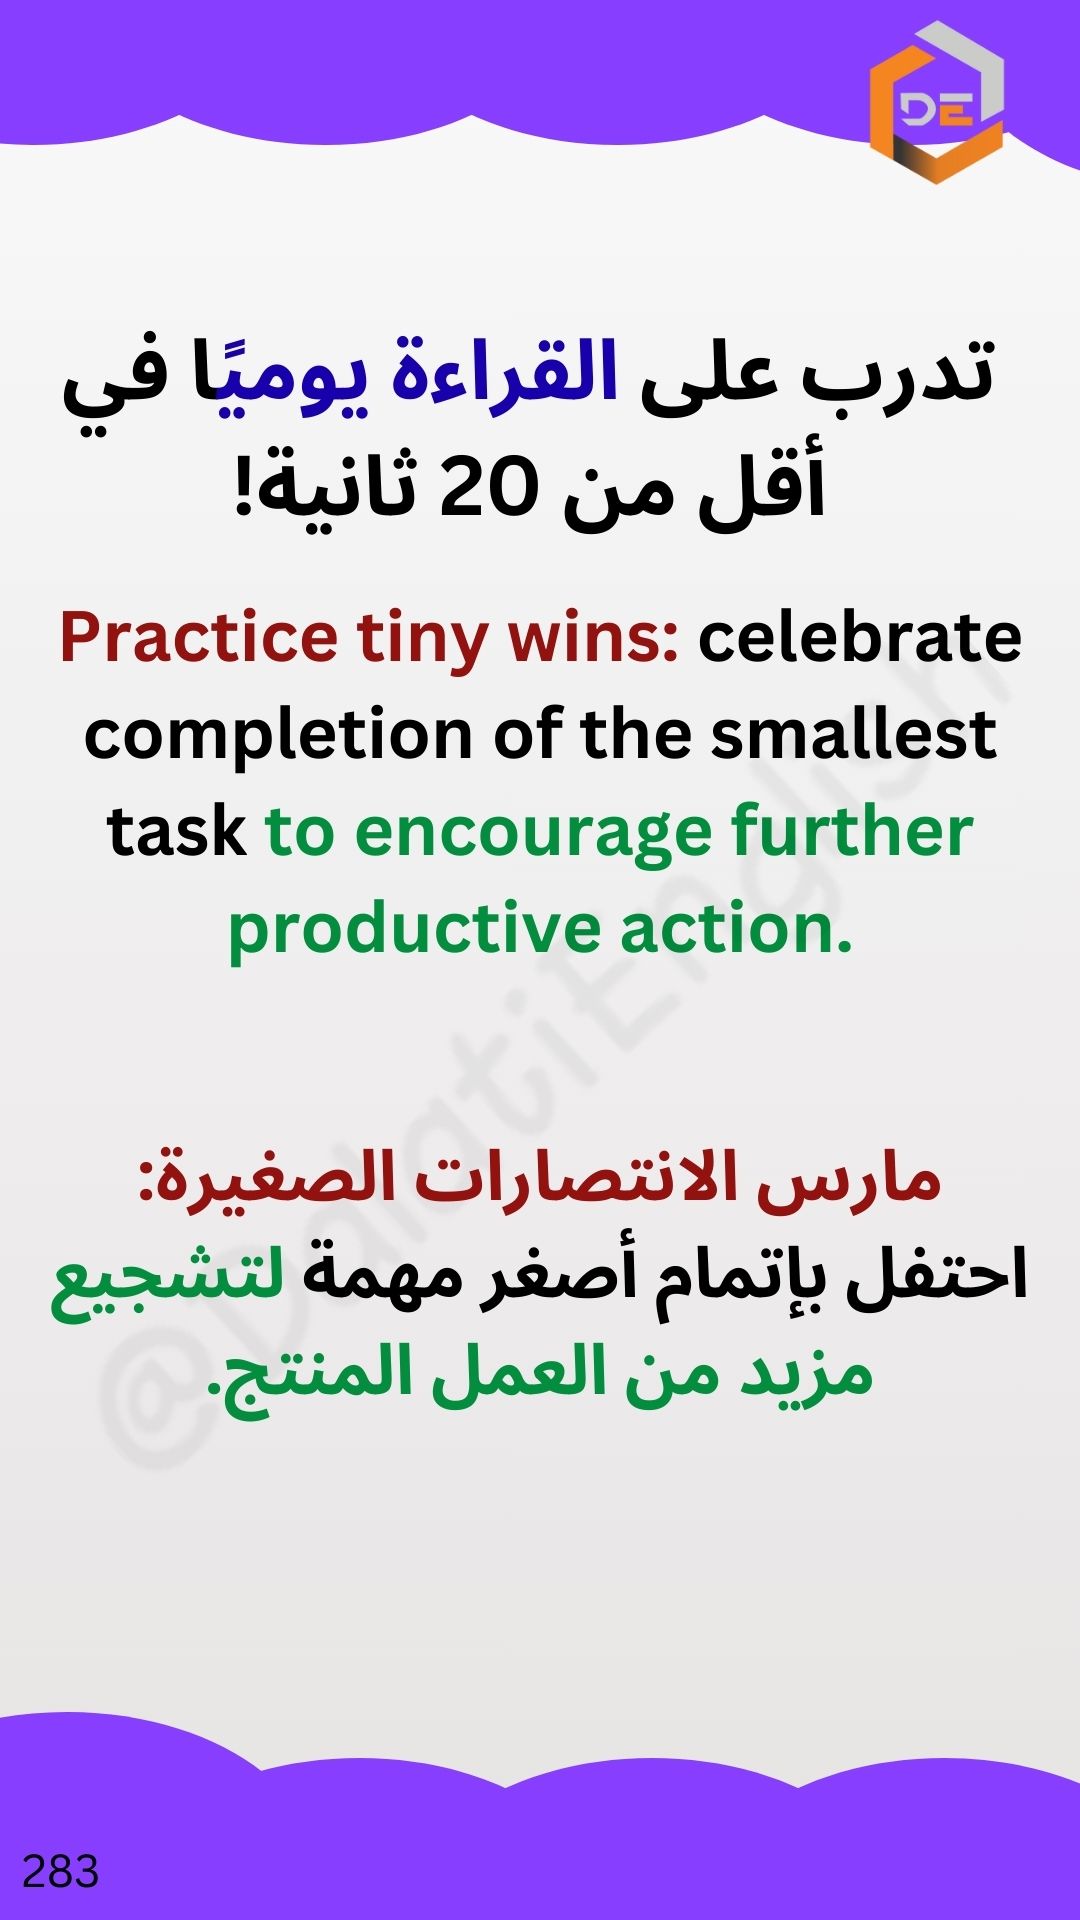 DE
تدرب على القراءة يوميًا في
أقل من 20 ثانية!
Practice tiny wins: celebrate
completion of the smallest
task to encourage further
productive action.
@DalatiEnglish
مارس الانتصارات الصغيرة:
احتفل بإتمام أصغر مهمة لتشجيع
مزيد من العمل المنتج.
283